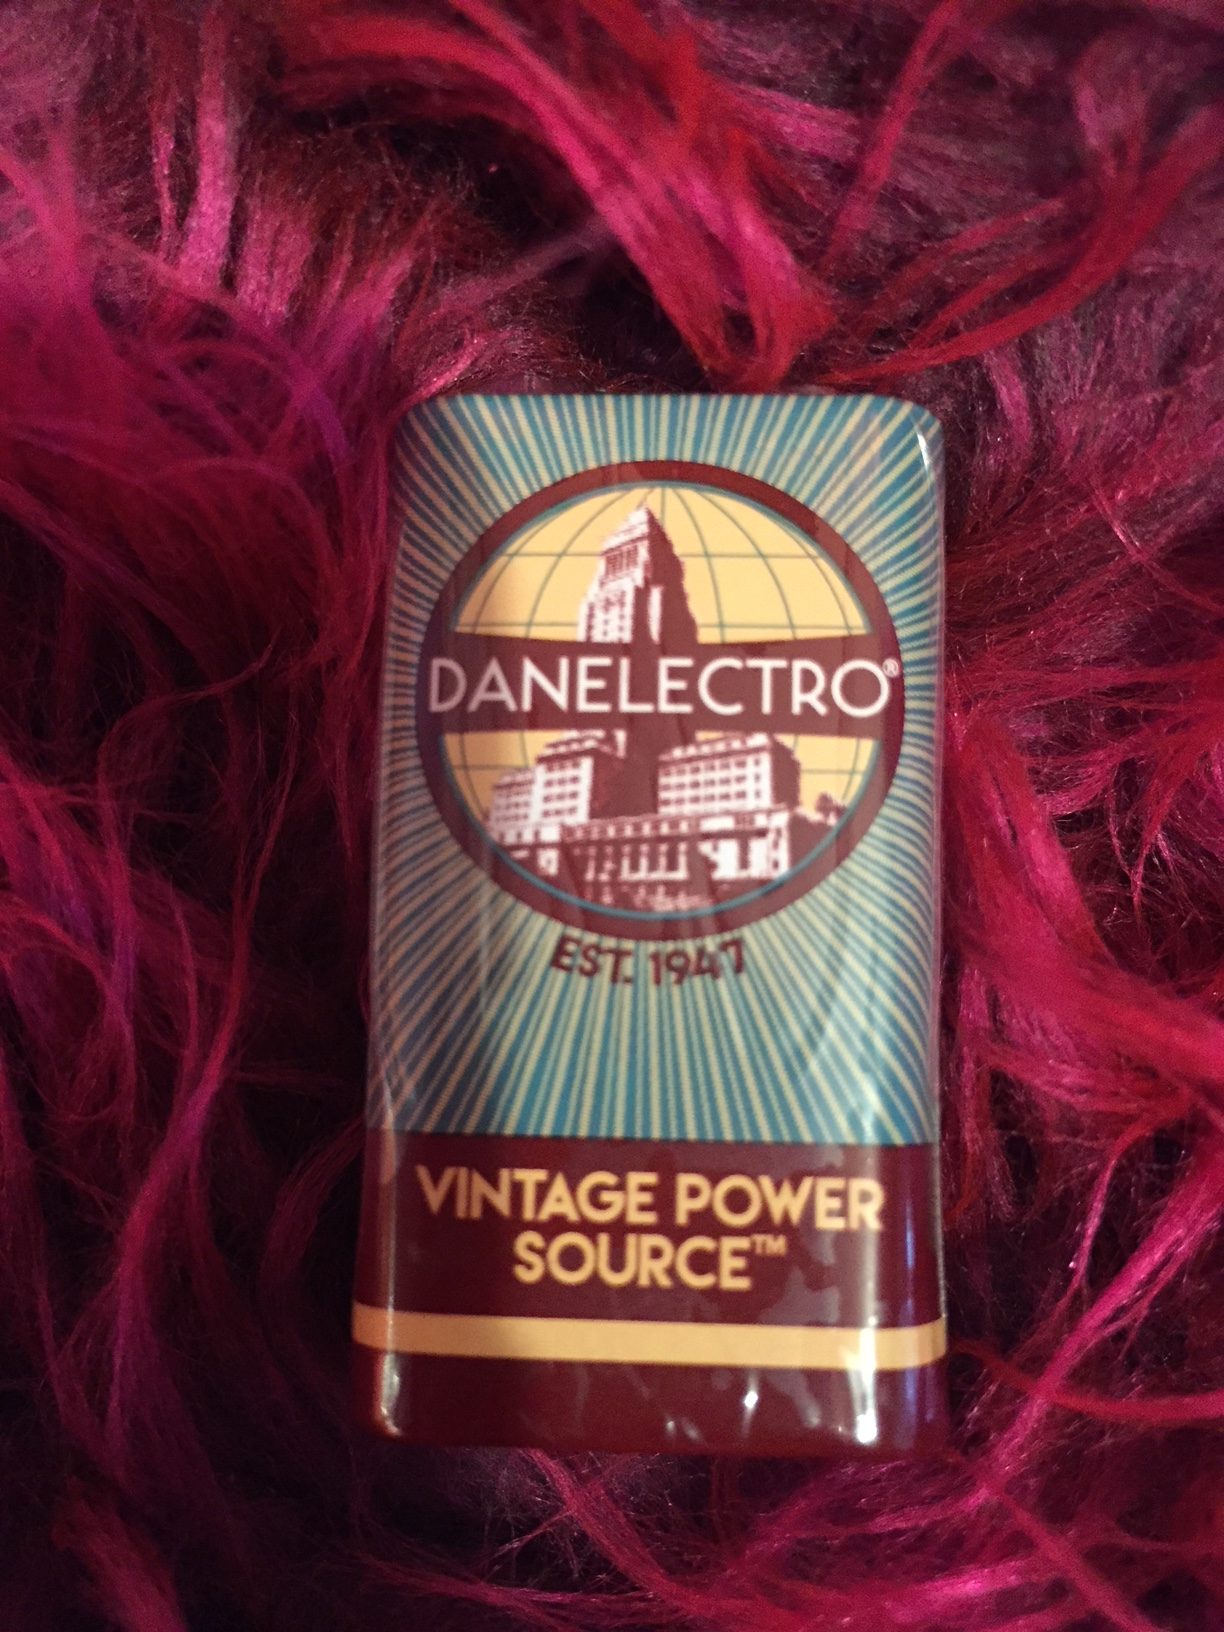 DANELECTRO®
EST. 1947
VINTAGE POWER
SOURCE™